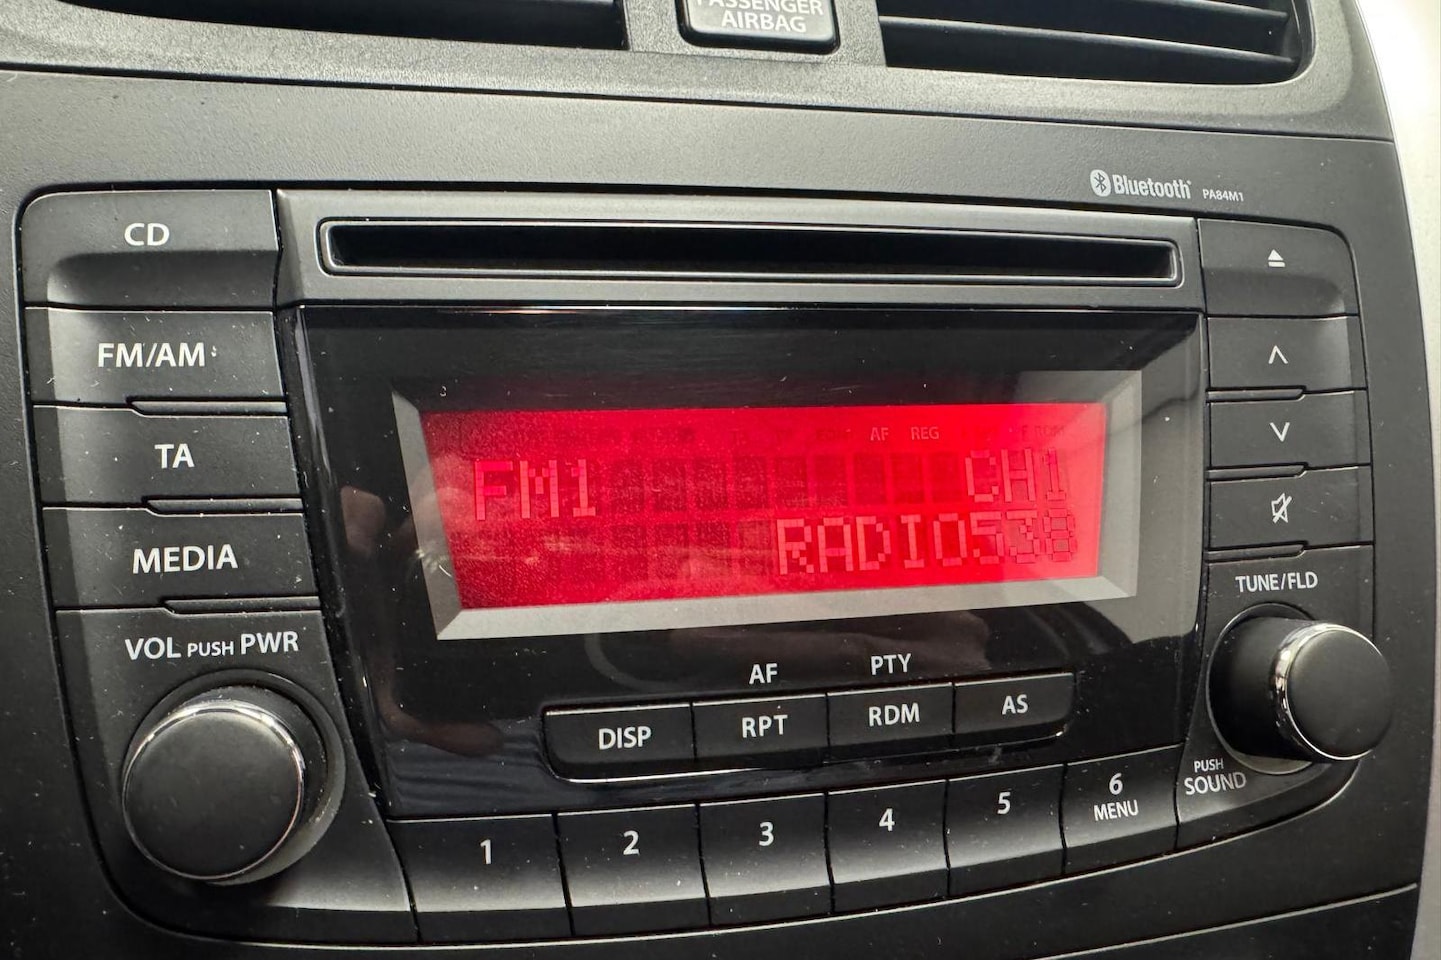 PASSENGER
AIRBAG
Bluetooth PA84M1
CD
FM/AM
TA
MEDIA
VOL PUSH PWR
AF REG
FM1 CH1
RADIO538
TUNE/FLD
AF PTY
DISP RPT RDM AS
PUSH
SOUND
1 2 3 4 5 6
MENU